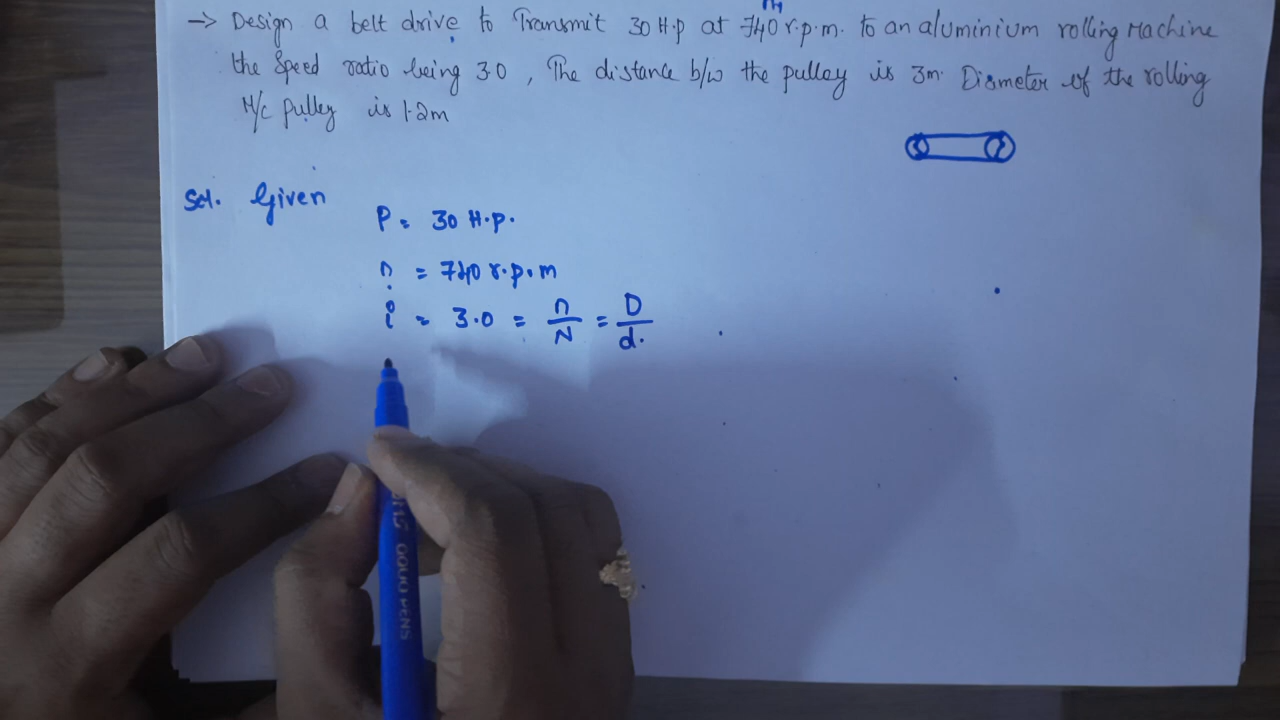 → Design a belt drive to Transmit 30 H.p at 740 r.p.m. to an aluminium rolling Machine
the Speed ratio being 3.0 , The distance b/w the pulley is 3m. Diameter of the rolling
M/c pulley is 1.2m
Sol. Given
P = 30 H.p.
n = 740 r.p.m
i = 3.0 = n/N = D/d.
OOUO PENS